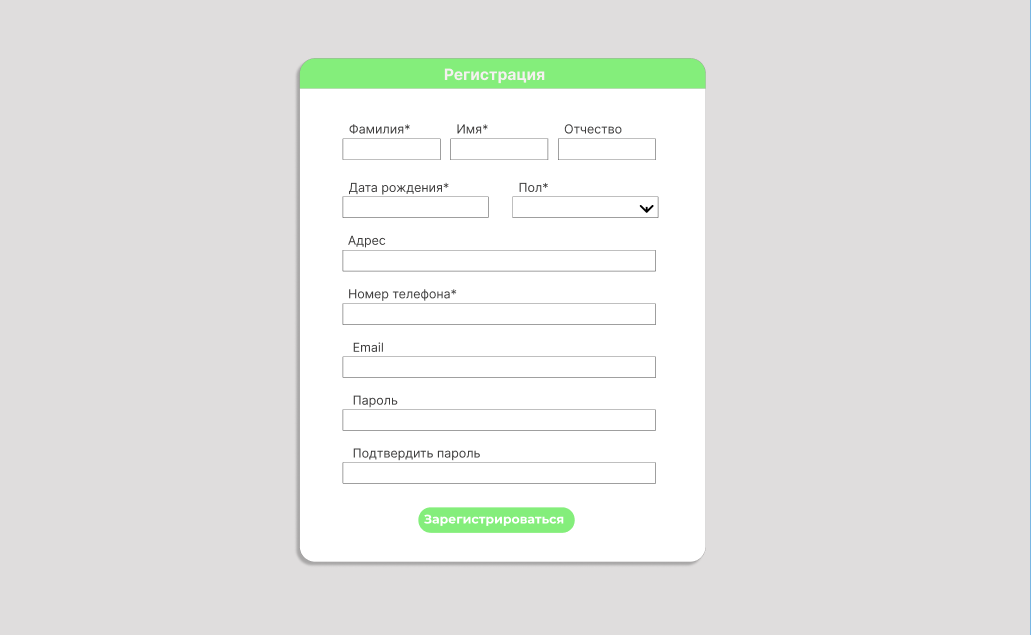 Регистрация
Фамилия* Имя* Отчество
Дата рождения* Пол*
Адрес
Номер телефона*
Email
Пароль
Подтвердить пароль
Зарегистрироваться